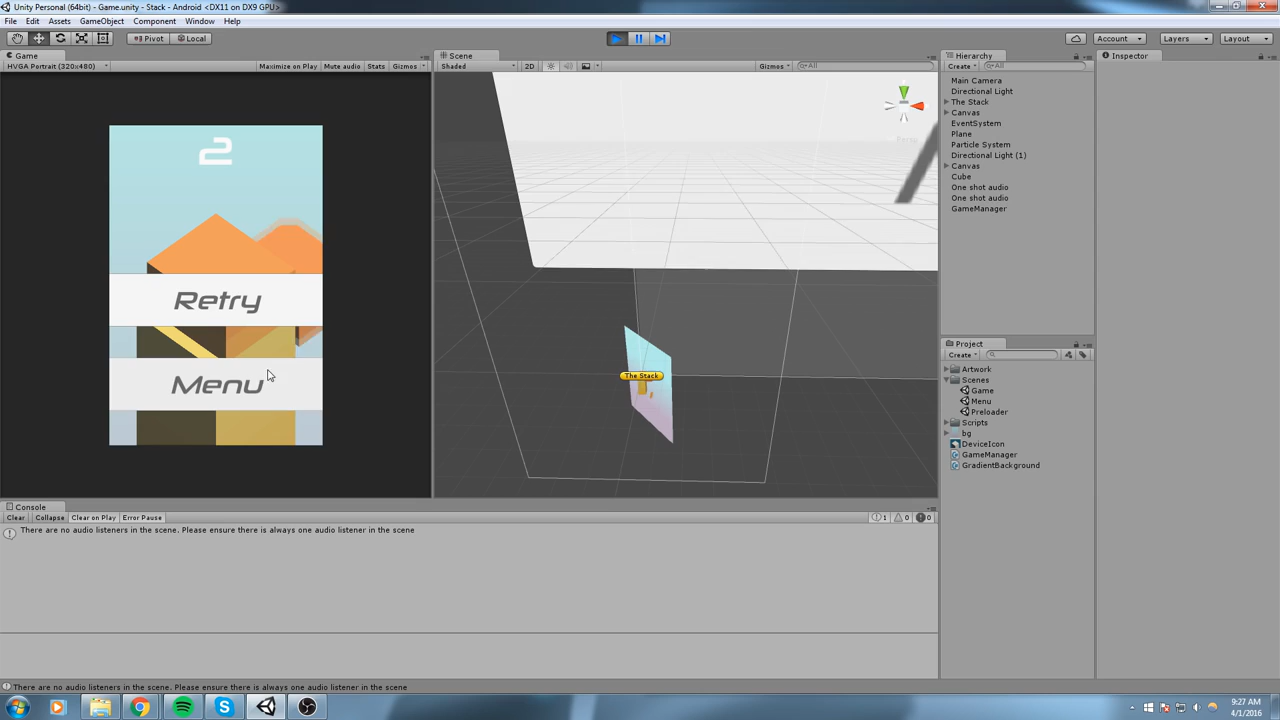 Unity Personal (64bit) - Game.unity - Stack - Android <DX11 on DX9 GPU>
File Edit Assets GameObject Component Window Help
Pivot Local Account Layers Layout
Game Scene Hierarchy Inspector
HVGA Portrait (320x480) Maximize on Play Mute audio Stats Gizmos Shaded 2D Gizmos All Create All
Main Camera
Directional Light
The Stack
Canvas
EventSystem
Plane
Particle System
Directional Light (1)
Canvas
Cube
One shot audio
One shot audio
GameManager
2
Retry
Menu
The Stack
Project
Create
Artwork
Scenes
Game
Menu
Preloader
Scripts
bg
DeviceIcon
GameManager
GradientBackground
Console
Clear Collapse Clear on Play Error Pause 1 0 0
There are no audio listeners in the scene. Please ensure there is always one audio listener in the scene
There are no audio listeners in the scene. Please ensure there is always one audio listener in the scene
9:27 AM
4/1/2016